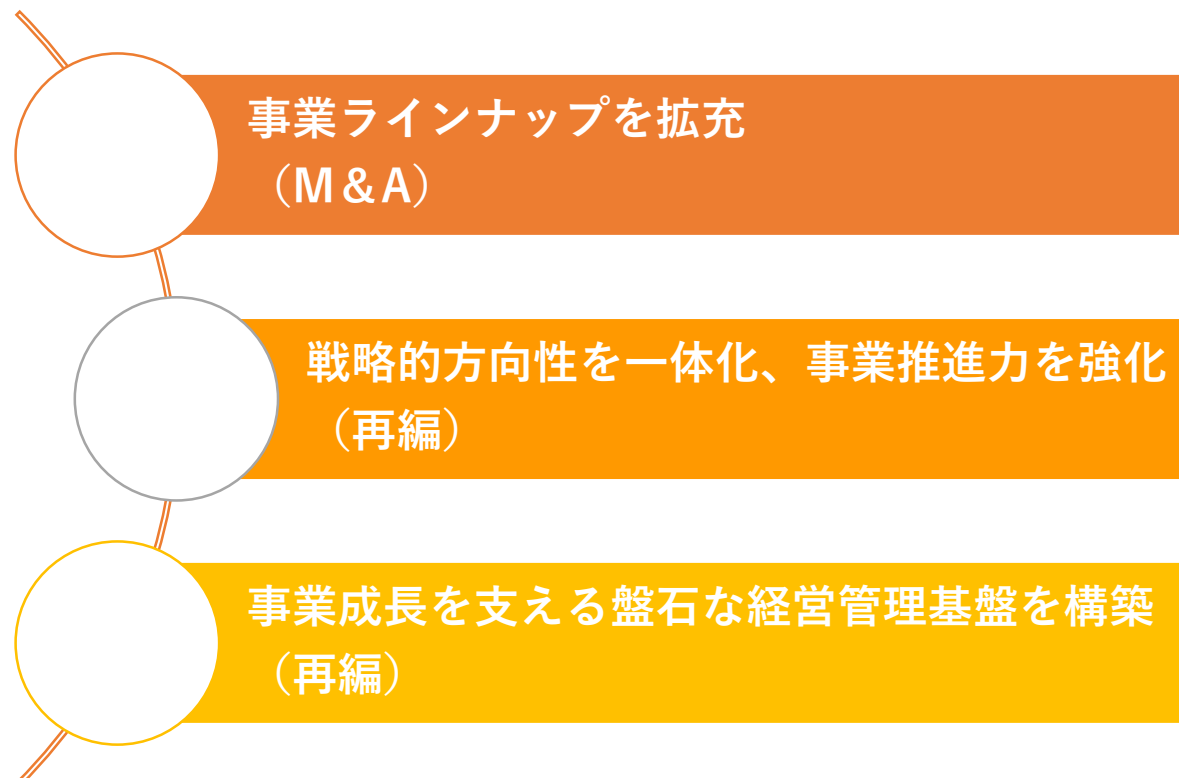 事業ラインナップを拡充
（M＆A）
戦略的方向性を一体化、事業推進力を強化
（再編）
事業成長を支える盤石な経営管理基盤を構築
（再編）